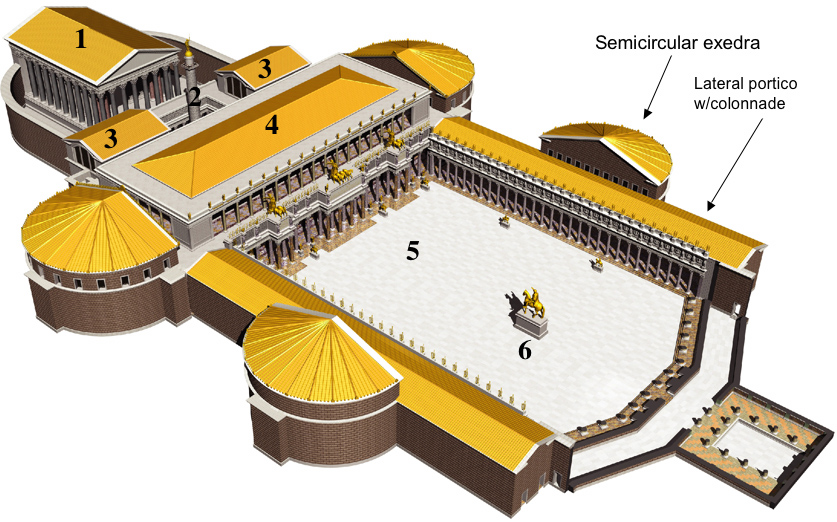 1
Semicircular exedra
3
Lateral portico
w/colonnade
2
4
3
5
6